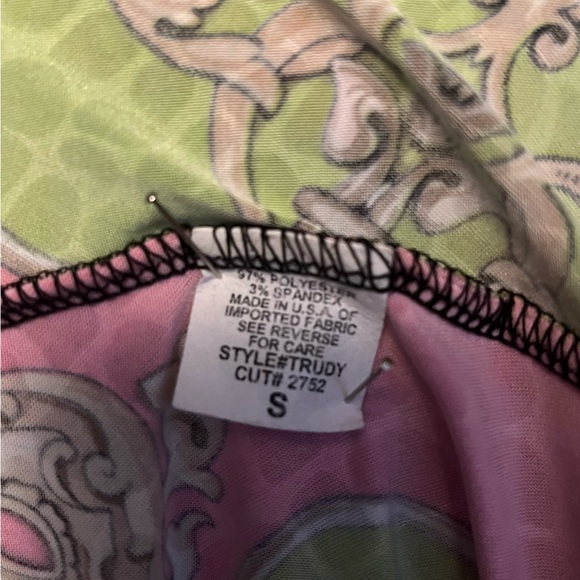 97% POLYESTER
3% SPANDEX
MADE IN U.S.A. OF
IMPORTED FABRIC
SEE REVERSE
FOR CARE
STYLE#TRUDY
CUT# 2752
S